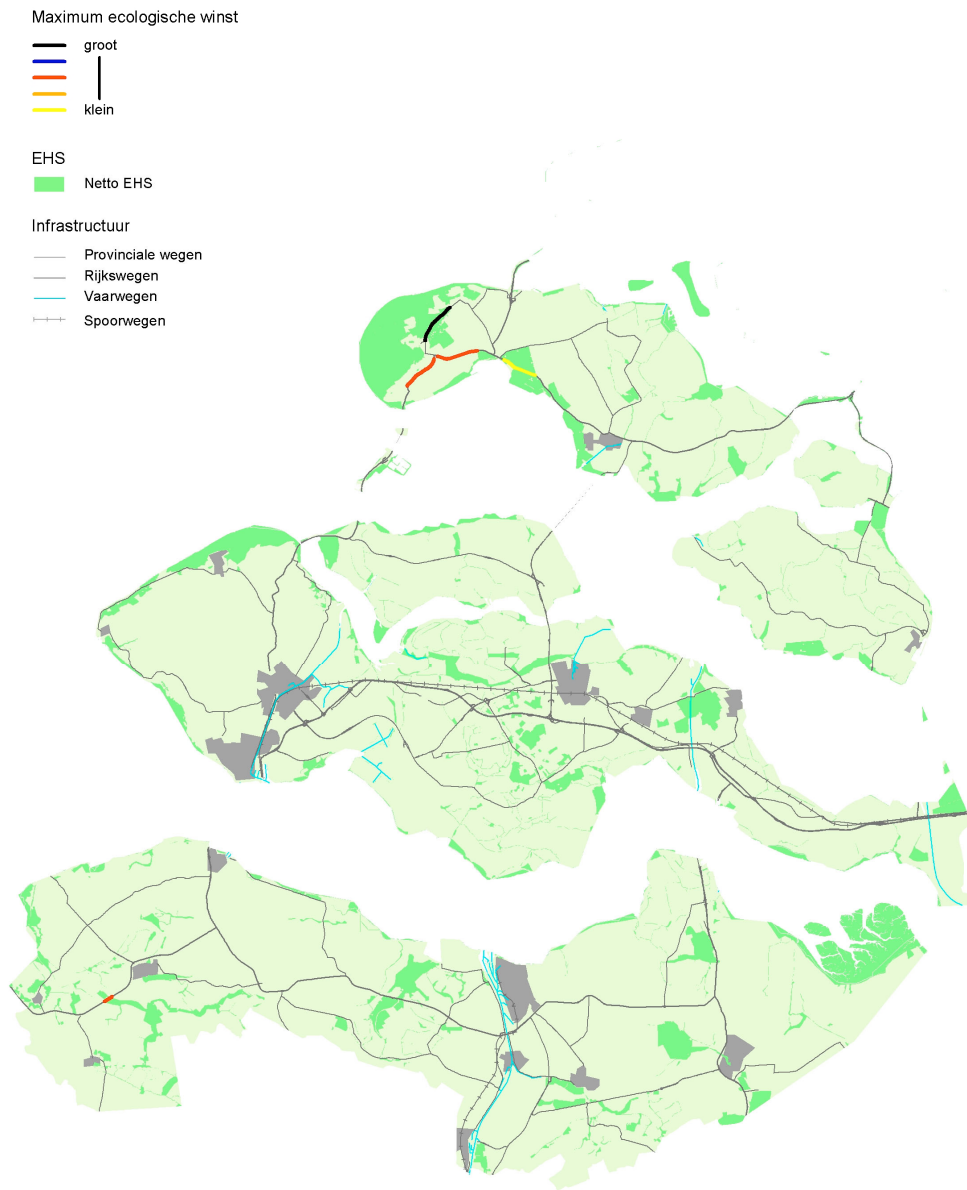 Maximum ecologische winst
groot
klein
EHS
Netto EHS
Infrastructuur
Provinciale wegen
Rijkswegen
Vaarwegen
Spoorwegen